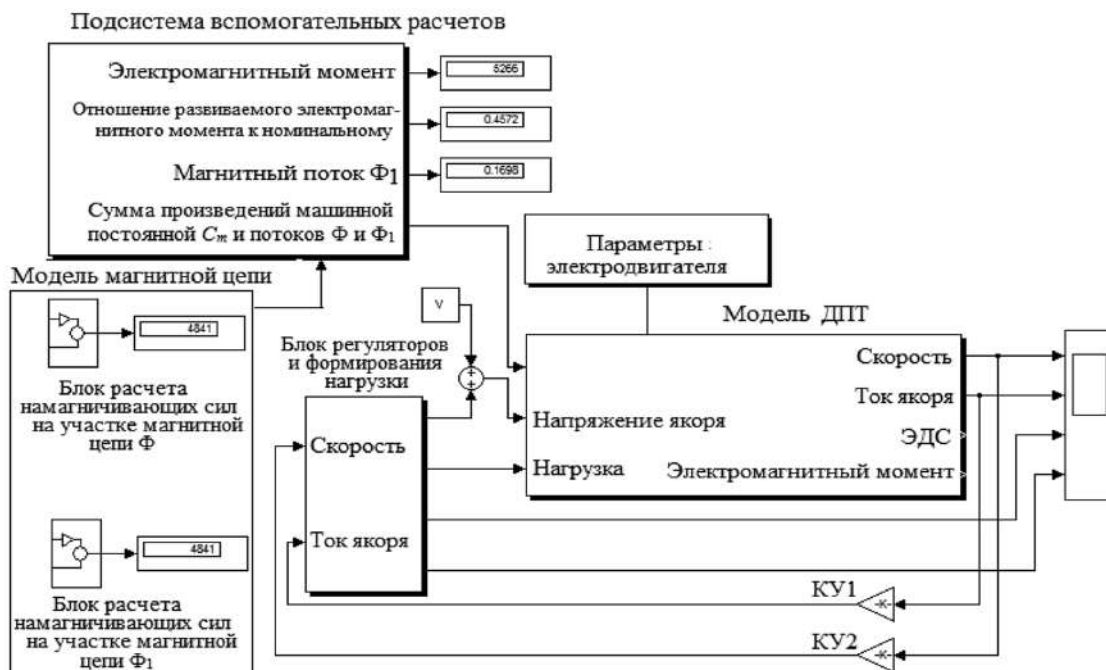 Подсистема вспомогательных расчетов
Электромагнитный момент
5266
Отношение развиваемого электромаг-
нитного момента к номинальному
0.4572
Магнитный поток Ф1
0.1698
Сумма произведений машинной
постоянной Cm и потоков Ф и Ф1
Параметры
электродвигателя
Модель магнитной цепи
4841
Блок расчета
намагничивающих сил
на участке магнитной
цепи Ф
4841
Блок расчета
намагничивающих сил
на участке магнитной
цепи Ф1
V
Блок регуляторов
и формирования
нагрузки
+
+
Скорость
Ток якоря
Модель ДПТ
Напряжение якоря
Нагрузка
Скорость
Ток якоря
ЭДС
Электромагнитный момент
КУ1
-K-
КУ2
-K-